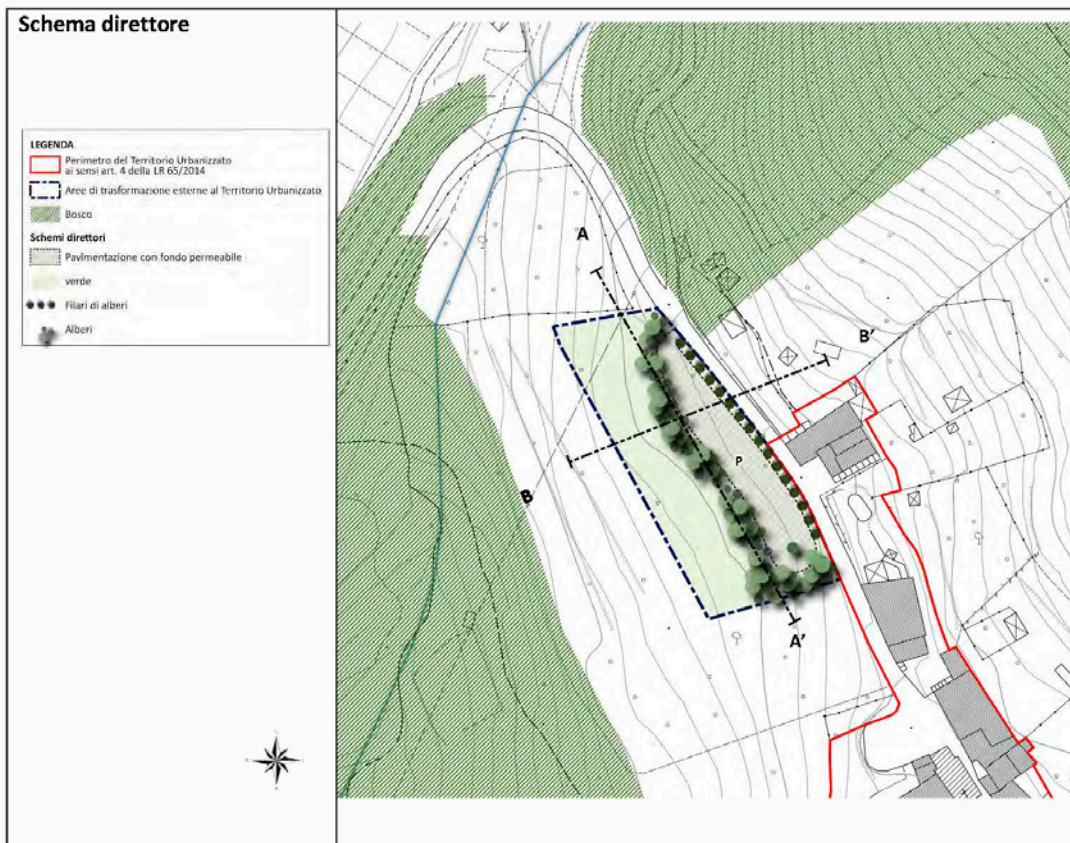 Schema direttore
LEGENDA
Perimetro del Territorio Urbanizzato
ai sensi art. 4 della LR 65/2014
Aree di trasformazione esterne al Territorio Urbanizzato
Bosco
Schemi direttori
Pavimentazione con fondo permeabile
verde
Filari di alberi
Alberi
A
B'
P
B
A'